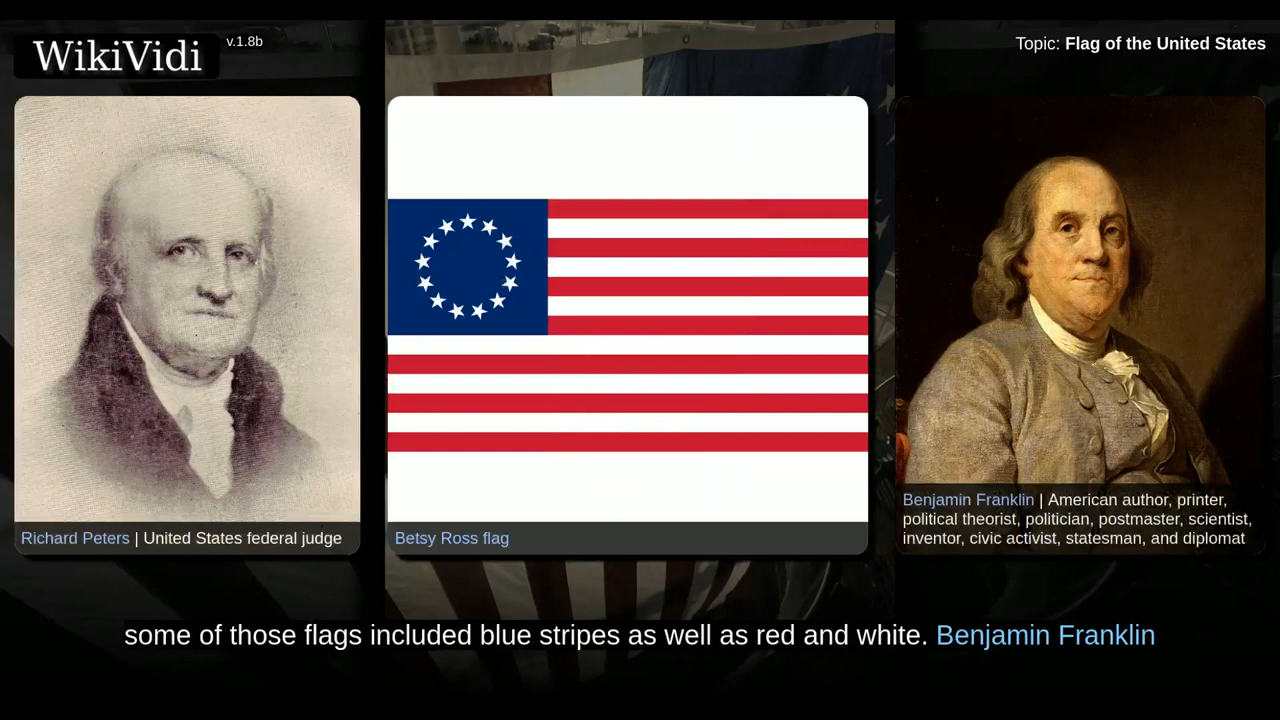 WikiVidi
v.1.8b
Topic: Flag of the United States
Richard Peters | United States federal judge
Betsy Ross flag
Benjamin Franklin | American author, printer,
political theorist, politician, postmaster, scientist,
inventor, civic activist, statesman, and diplomat
some of those flags included blue stripes as well as red and white. Benjamin Franklin